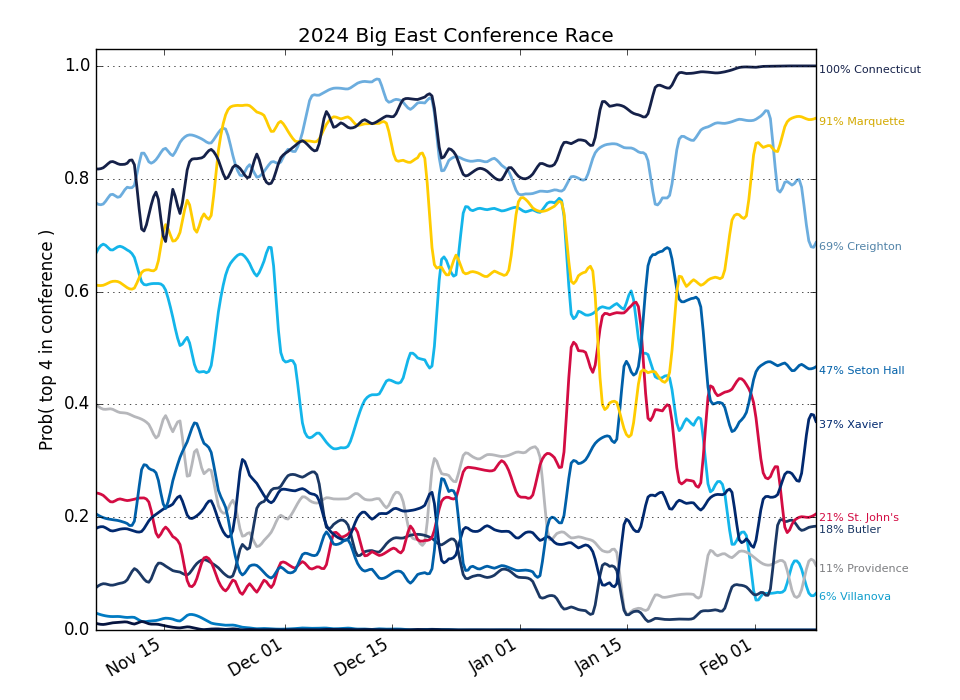 2024 Big East Conference Race
Prob( top 4 in conference )
1.0
0.8
0.6
0.4
0.2
0.0
100% Connecticut
91% Marquette
69% Creighton
47% Seton Hall
37% Xavier
21% St. John's
18% Butler
11% Providence
6% Villanova
Nov 15
Dec 01
Dec 15
Jan 01
Jan 15
Feb 01